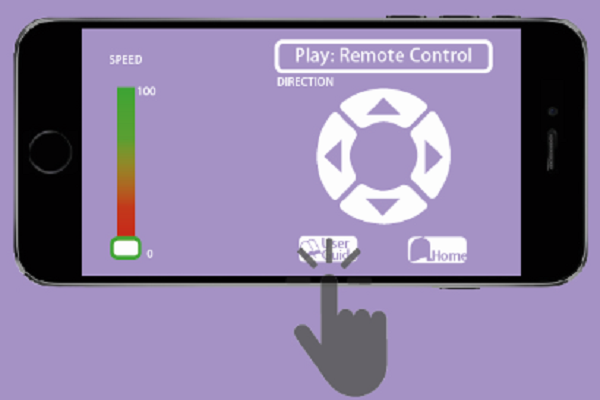 Play: Remote Control
SPEED
DIRECTION
100
0
User
Guide
Home